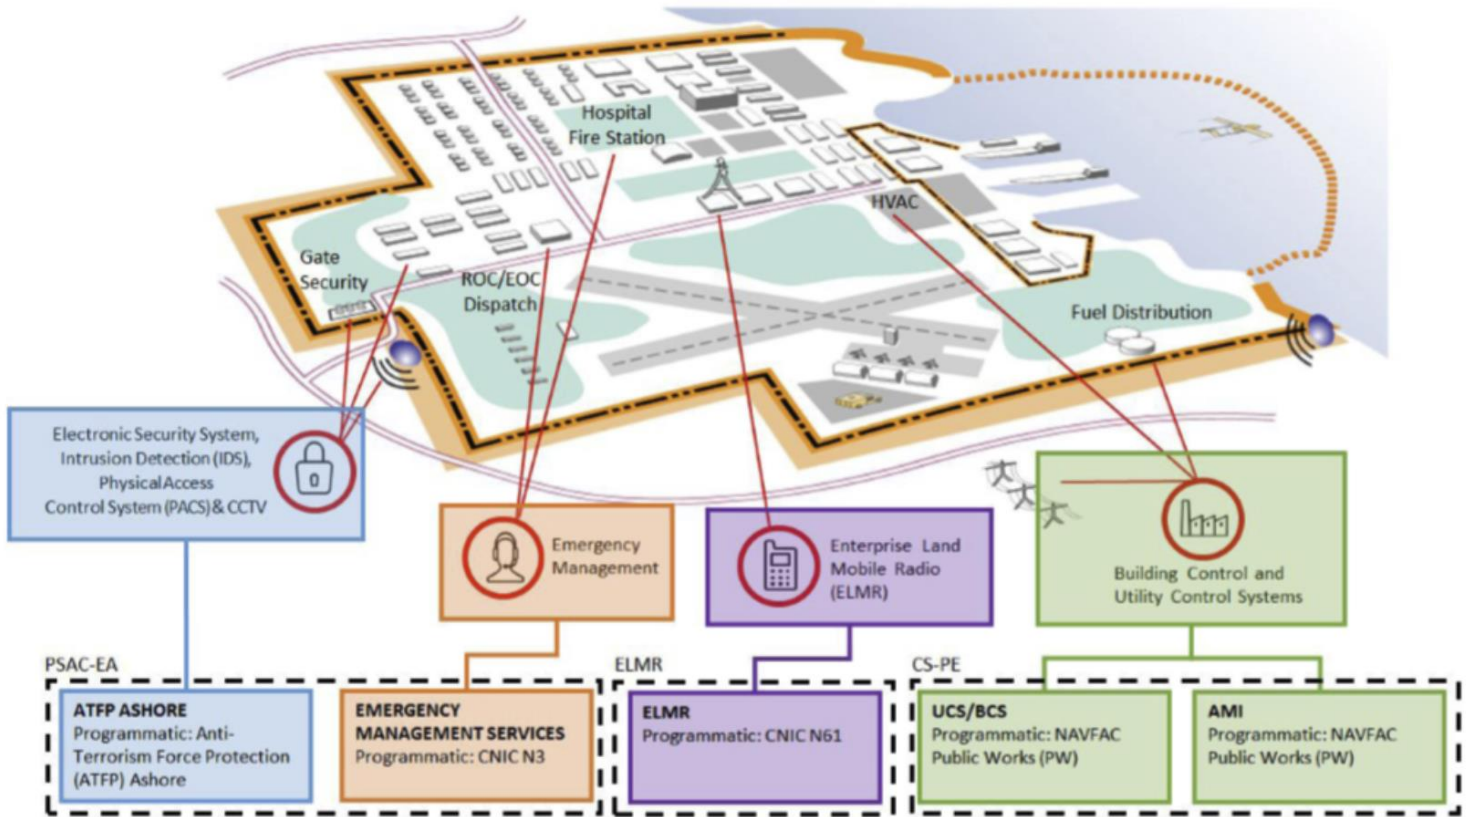 Hospital
Fire Station
HVAC
Gate
Security
ROC/EOC
Dispatch
Fuel Distribution
Electronic Security System,
Intrusion Detection (IDS),
Physical Access
Control System (PACS) & CCTV
Emergency
Management
Enterprise Land
Mobile Radio
(ELMR)
Building Control and
Utility Control Systems
PSAC-EA
ELMR
CS-PE
ATFP ASHORE
Programmatic: Anti-
Terrorism Force Protection
(ATFP) Ashore
EMERGENCY
MANAGEMENT SERVICES
Programmatic: CNIC N3
ELMR
Programmatic: CNIC N61
UCS/BCS
Programmatic: NAVFAC
Public Works (PW)
AMI
Programmatic: NAVFAC
Public Works (PW)